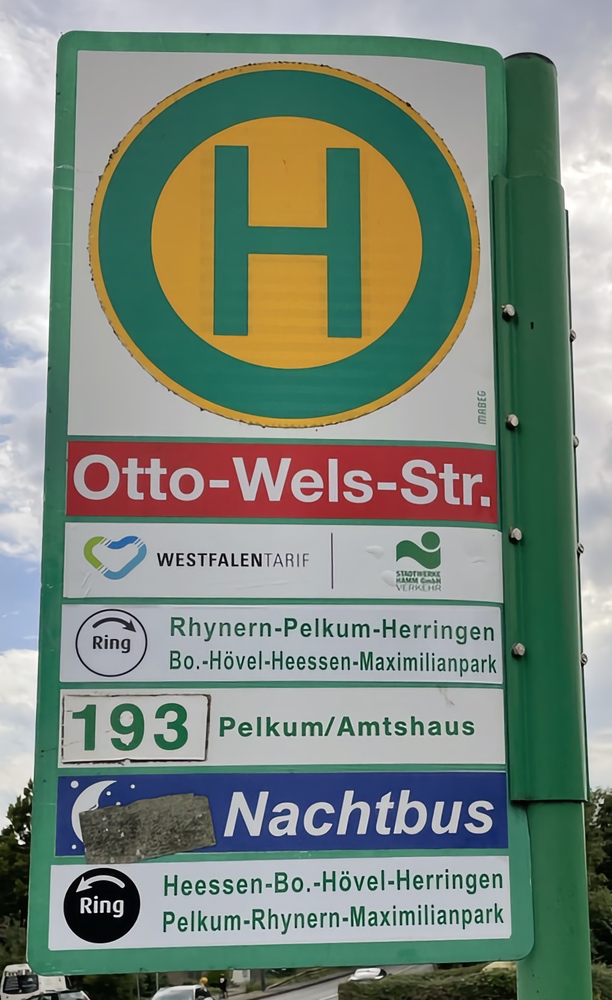 H
MABEG
Otto-Wels-Str.
WESTFALENTARIF
STADTWERKE
HAMM GmbH
VERKEHR
Ring
Rhynern-Pelkum-Herringen
Bo.-Hövel-Heessen-Maximilianpark
193 Pelkum/Amtshaus
Nachtbus
Ring
Heessen-Bo.-Hövel-Herringen
Pelkum-Rhynern-Maximilianpark